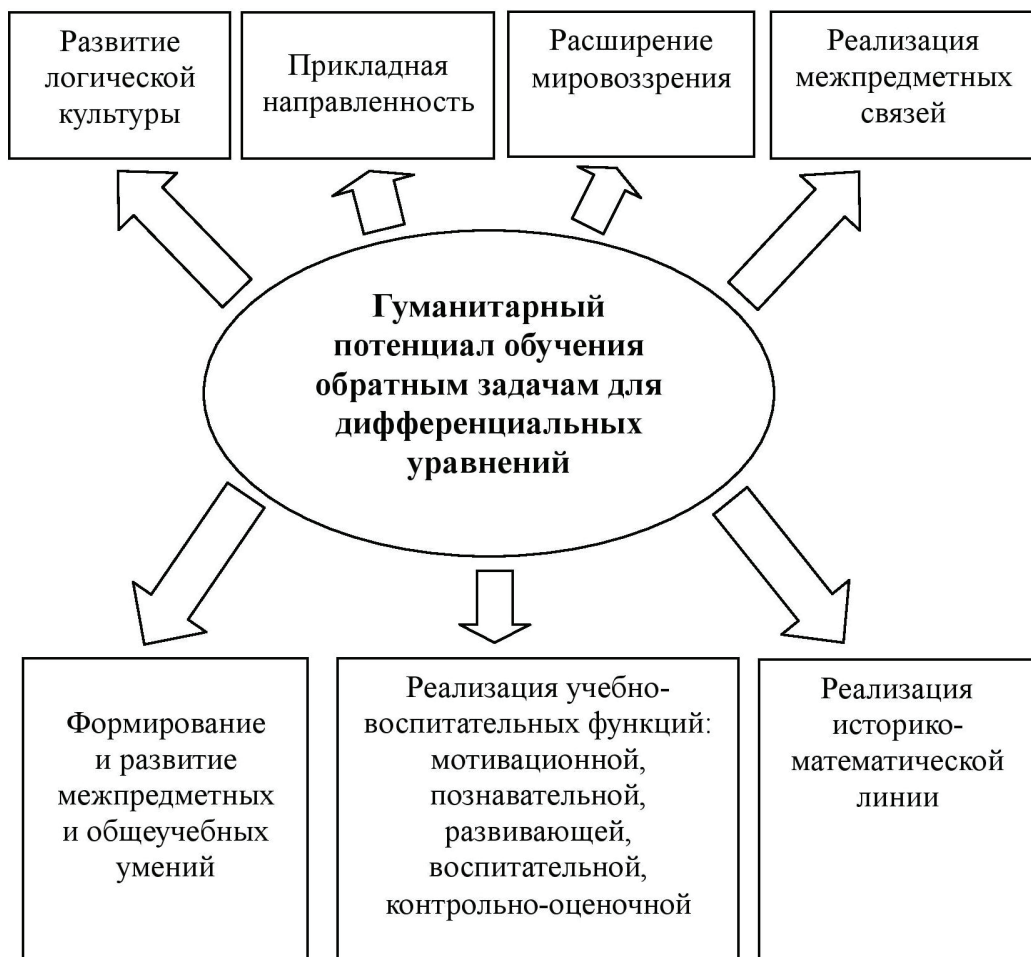 Развитие
логической
культуры
Прикладная
направленность
Расширение
мировоззрения
Реализация
межпредметных
связей
Гуманитарный
потенциал обучения
обратным задачам для
дифференциальных
уравнений
Формирование
и развитие
межпредметных
и общеучебных
умений
Реализация учебно-
воспитательных функций:
мотивационной,
познавательной,
развивающей,
воспитательной,
контрольно-оценочной
Реализация
историко-
математической
линии